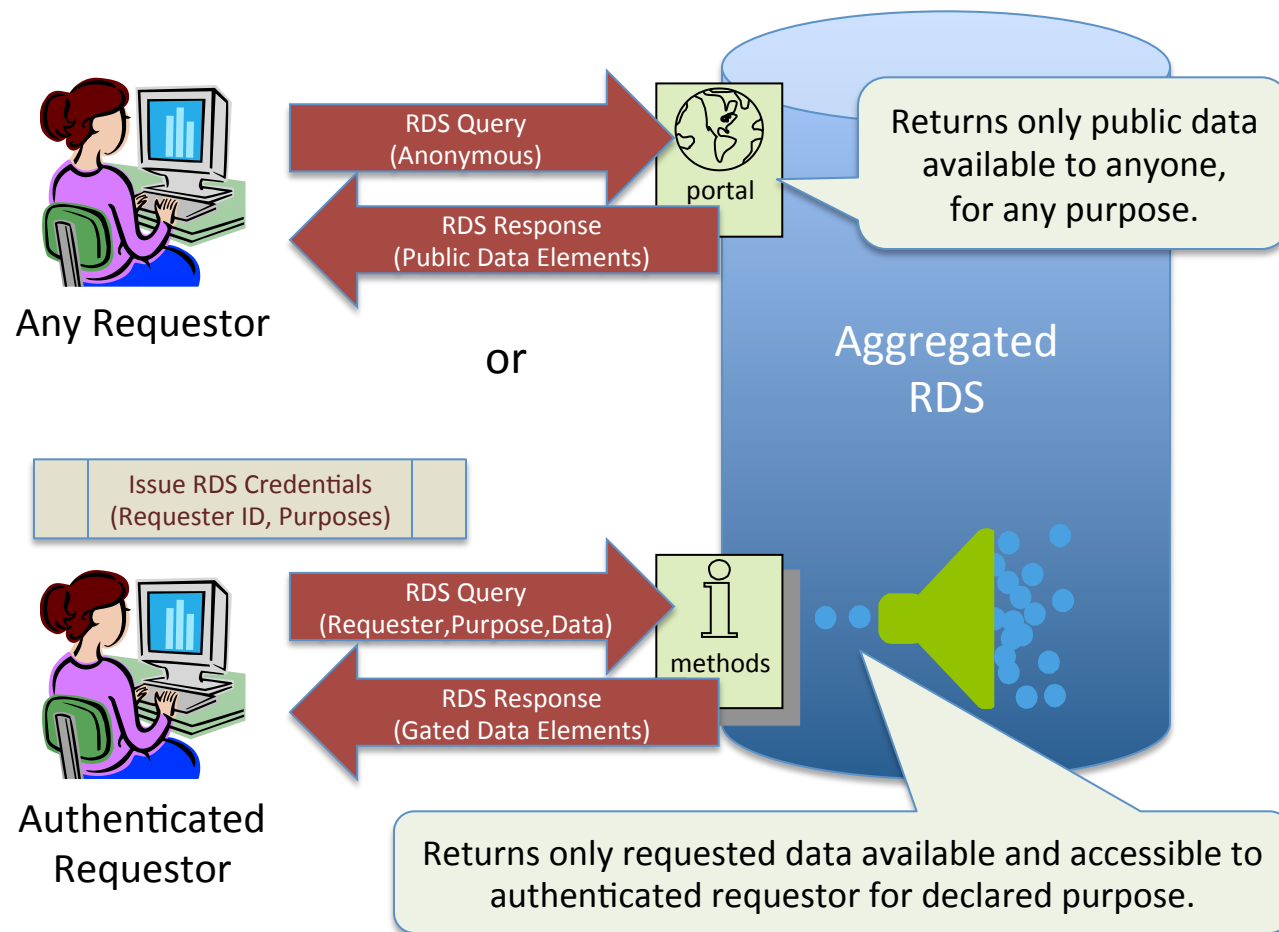 RDS Query
(Anonymous)
portal
RDS Response
(Public Data Elements)
Returns only public data
available to anyone,
for any purpose.
Any Requestor
or
Aggregated
RDS
Issue RDS Credentials
(Requester ID, Purposes)
RDS Query
(Requester,Purpose,Data)
i
methods
RDS Response
(Gated Data Elements)
Authenticated
Requestor
Returns only requested data available and accessible to
authenticated requestor for declared purpose.